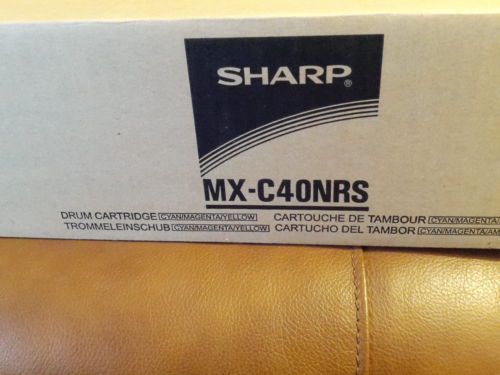 SHARP®
MX-C40NRS
DRUM CARTRIDGE (CYAN/MAGENTA/YELLOW) CARTOUCHE DE TAMBOUR (CYAN/MAGENTA/
TROMMELEINSCHUB (CYAN/MAGENTA/YELLOW) CARTUCHO DEL TAMBOR (CYAN/MAGENTA/AM